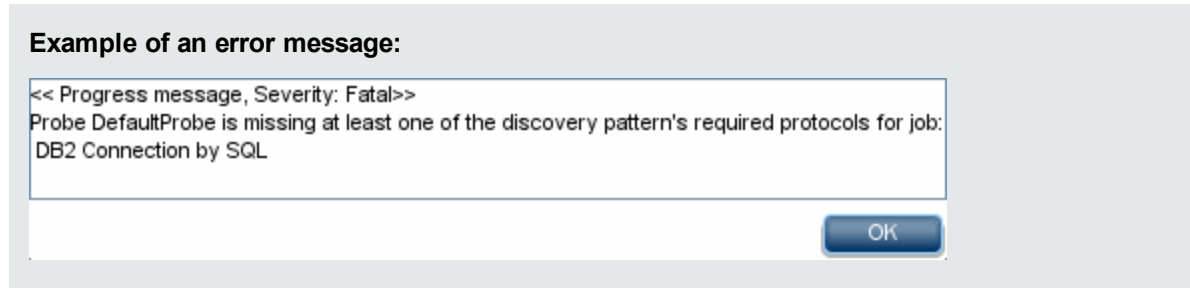 Example of an error message:
<< Progress message, Severity: Fatal>>
Probe DefaultProbe is missing at least one of the discovery pattern's required protocols for job:
DB2 Connection by SQL
OK